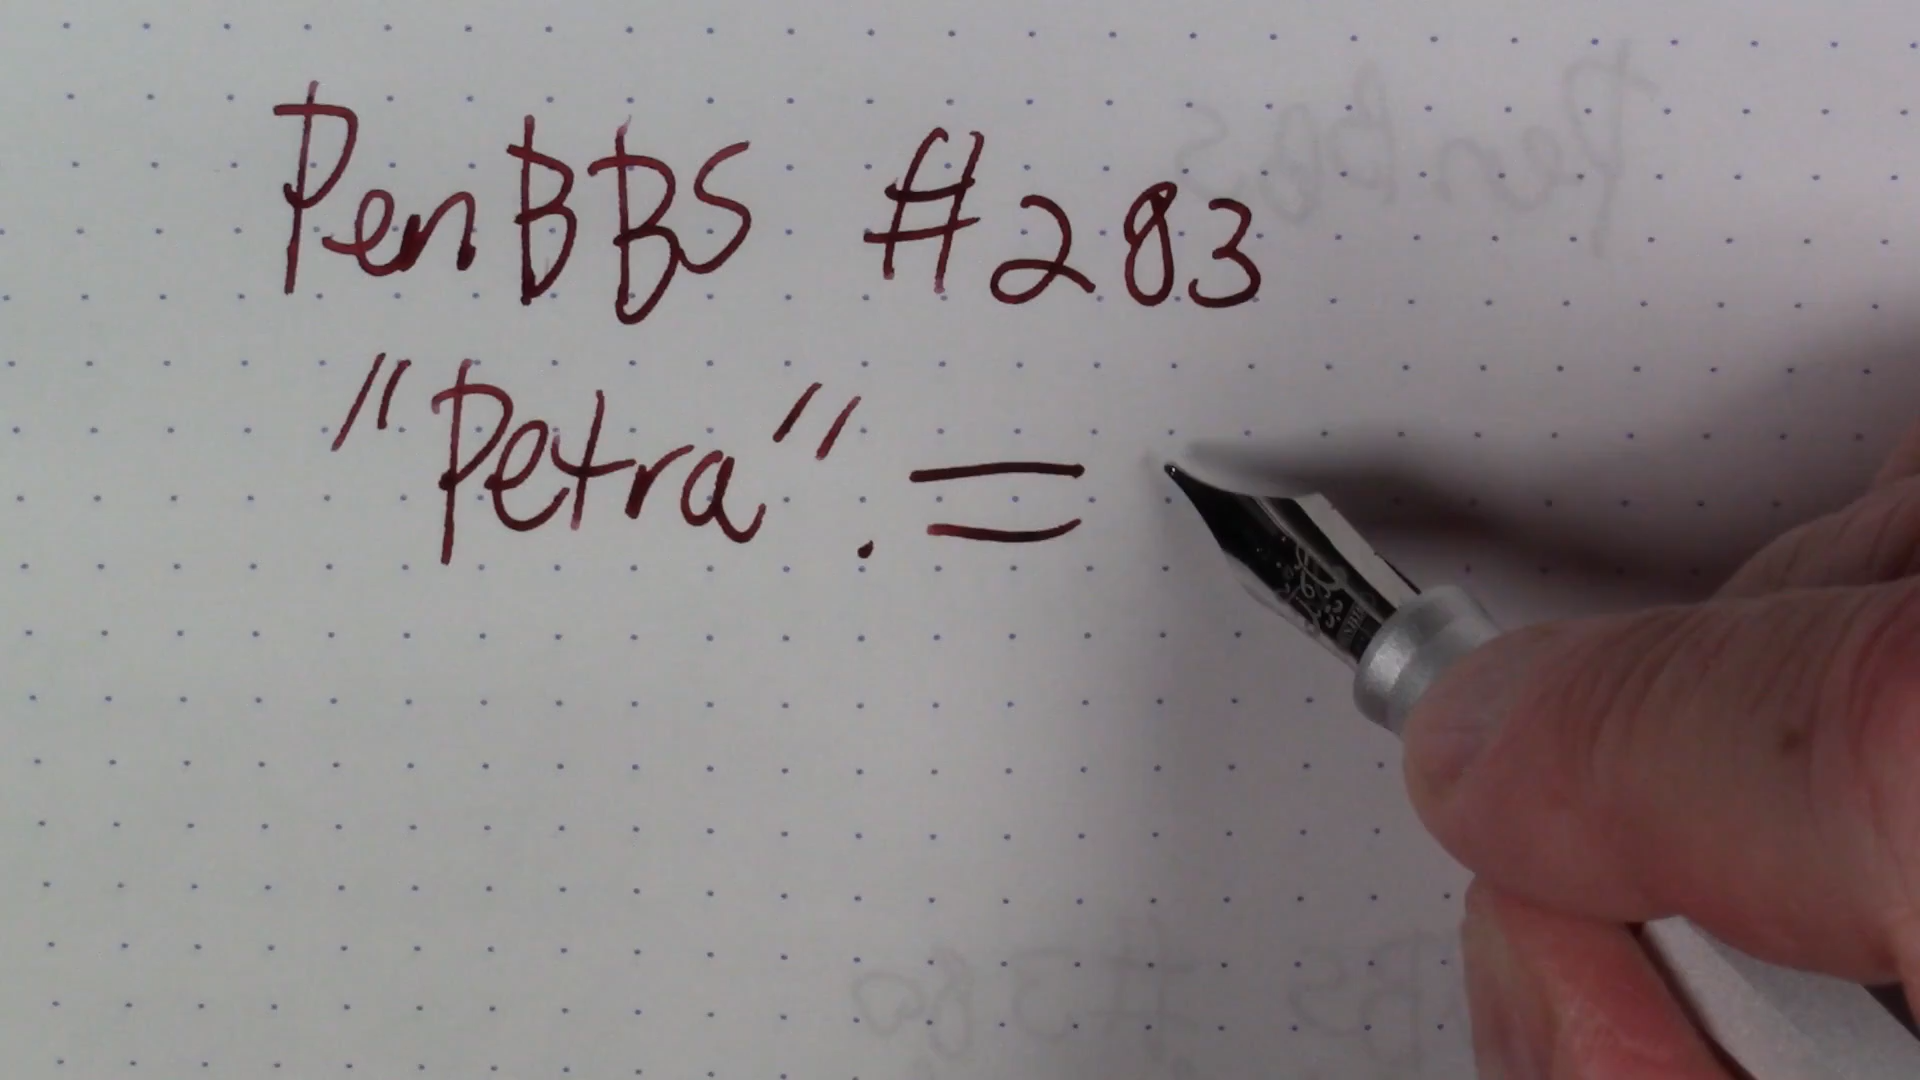 PenBBS #283
"Petra". =